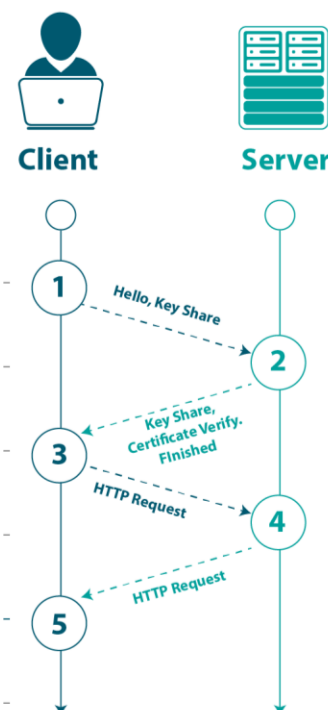 Client
Server
1
Hello, Key Share
2
Key Share,
Certificate Verify.
FInished
3
HTTP Request
4
HTTP Request
5